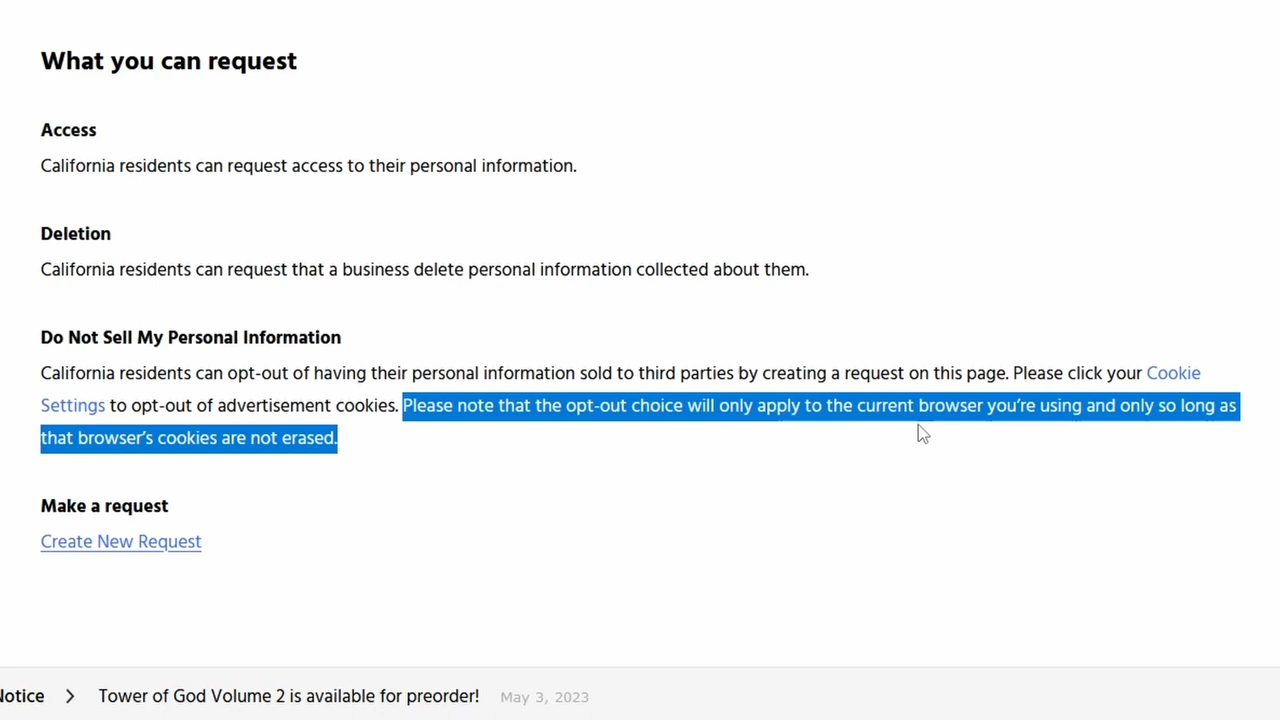 What you can request
Access
California residents can request access to their personal information.
Deletion
California residents can request that a business delete personal information collected about them.
Do Not Sell My Personal Information
California residents can opt-out of having their personal information sold to third parties by creating a request on this page. Please click your Cookie
Settings to opt-out of advertisement cookies. Please note that the opt-out choice will only apply to the current browser you’re using and only so long as
that browser’s cookies are not erased.
Make a request
Create New Request
Notice > Tower of God Volume 2 is available for preorder! May 3, 2023